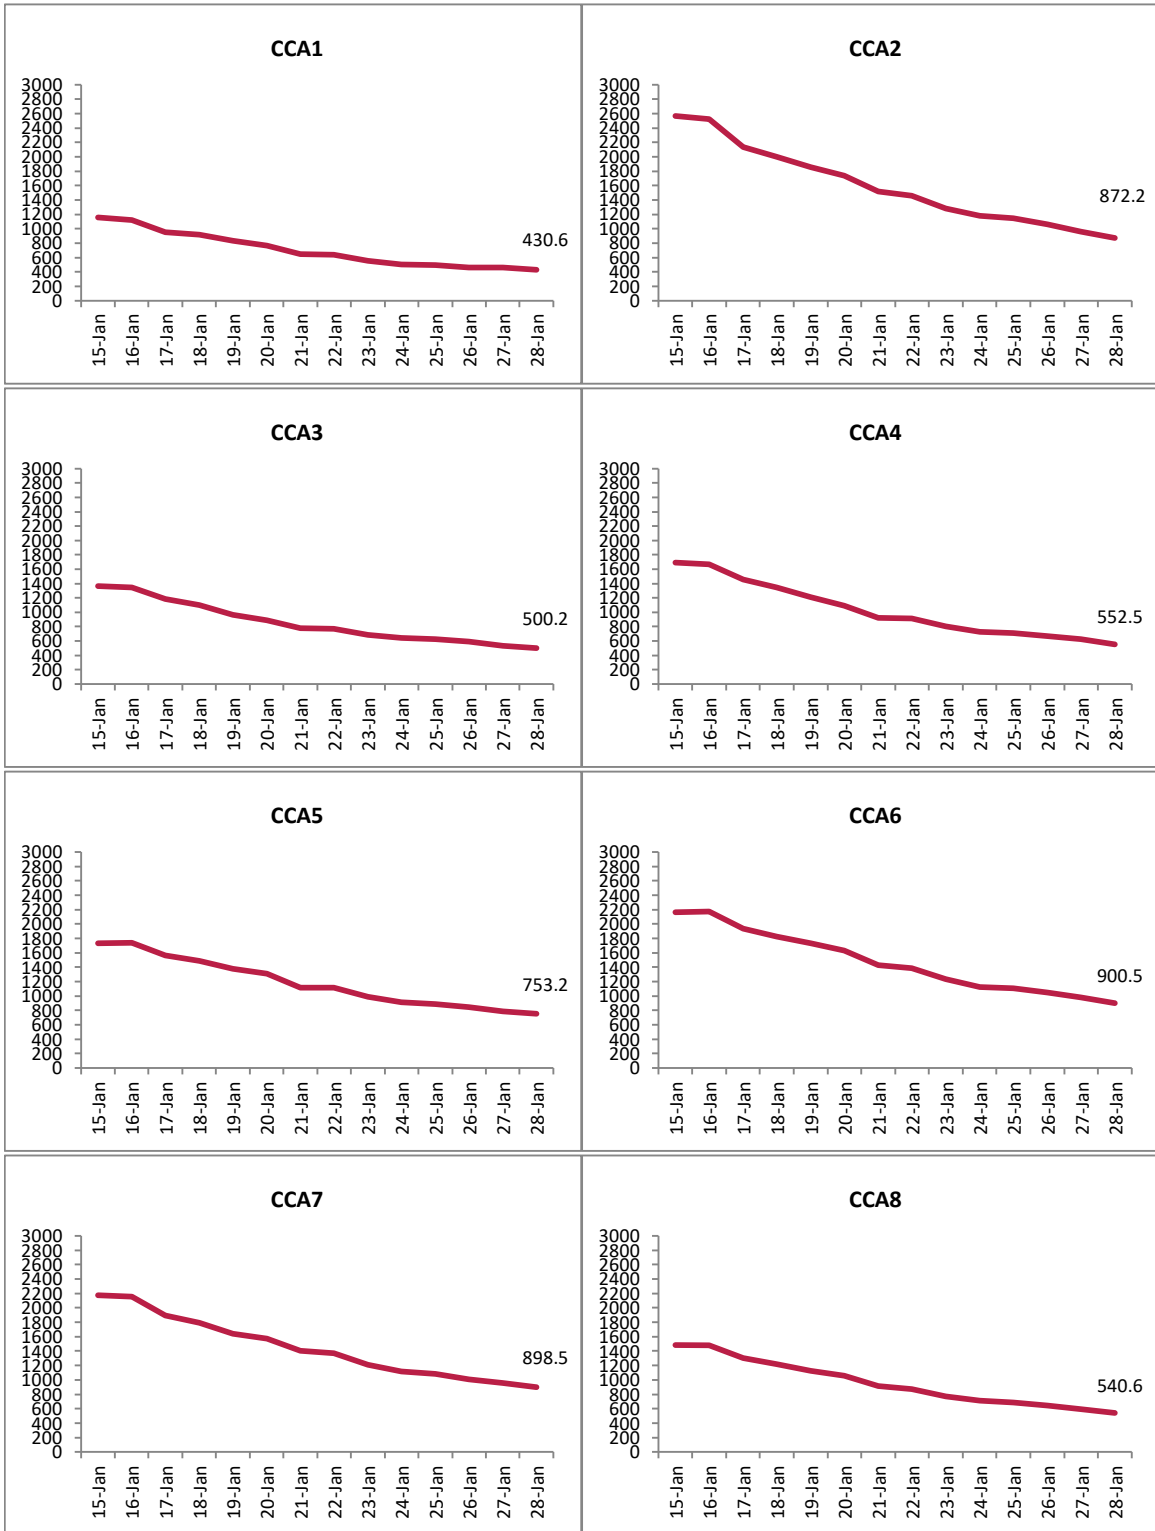 CCA1
3000
2800
2600
2400
2200
2000
1800
1600
1400
1200
1000
800
600
400
200
0
430.6
15-Jan
16-Jan
17-Jan
18-Jan
19-Jan
20-Jan
21-Jan
22-Jan
23-Jan
24-Jan
25-Jan
26-Jan
27-Jan
28-Jan
CCA2
3000
2800
2600
2400
2200
2000
1800
1600
1400
1200
1000
800
600
400
200
0
872.2
15-Jan
16-Jan
17-Jan
18-Jan
19-Jan
20-Jan
21-Jan
22-Jan
23-Jan
24-Jan
25-Jan
26-Jan
27-Jan
28-Jan
CCA3
3000
2800
2600
2400
2200
2000
1800
1600
1400
1200
1000
800
600
400
200
0
500.2
15-Jan
16-Jan
17-Jan
18-Jan
19-Jan
20-Jan
21-Jan
22-Jan
23-Jan
24-Jan
25-Jan
26-Jan
27-Jan
28-Jan
CCA4
3000
2800
2600
2400
2200
2000
1800
1600
1400
1200
1000
800
600
400
200
0
552.5
15-Jan
16-Jan
17-Jan
18-Jan
19-Jan
20-Jan
21-Jan
22-Jan
23-Jan
24-Jan
25-Jan
26-Jan
27-Jan
28-Jan
CCA5
3000
2800
2600
2400
2200
2000
1800
1600
1400
1200
1000
800
600
400
200
0
753.2
15-Jan
16-Jan
17-Jan
18-Jan
19-Jan
20-Jan
21-Jan
22-Jan
23-Jan
24-Jan
25-Jan
26-Jan
27-Jan
28-Jan
CCA6
3000
2800
2600
2400
2200
2000
1800
1600
1400
1200
1000
800
600
400
200
0
900.5
15-Jan
16-Jan
17-Jan
18-Jan
19-Jan
20-Jan
21-Jan
22-Jan
23-Jan
24-Jan
25-Jan
26-Jan
27-Jan
28-Jan
CCA7
3000
2800
2600
2400
2200
2000
1800
1600
1400
1200
1000
800
600
400
200
0
898.5
15-Jan
16-Jan
17-Jan
18-Jan
19-Jan
20-Jan
21-Jan
22-Jan
23-Jan
24-Jan
25-Jan
26-Jan
27-Jan
28-Jan
CCA8
3000
2800
2600
2400
2200
2000
1800
1600
1400
1200
1000
800
600
400
200
0
540.6
15-Jan
16-Jan
17-Jan
18-Jan
19-Jan
20-Jan
21-Jan
22-Jan
23-Jan
24-Jan
25-Jan
26-Jan
27-Jan
28-Jan